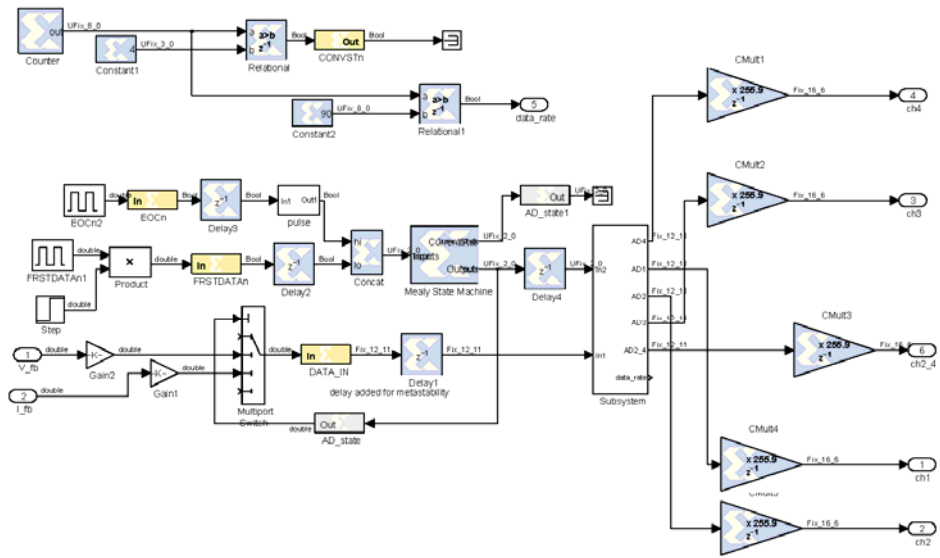 out
UFix_8_0
Counter
4
UFix_3_0
Constant1
a
b
a>b
z-1
Relational
Bool
Out
CONVSTn
Bool
90
UFix_8_0
Constant2
a
b
a>b
z-1
Relational1
Bool
5
data_rate
EOCn2
double
In
EOCn
Bool
z-1
Delay3
Bool
In1
Out1
pulse
Bool
FRSTDATAn1
double
×
Product
double
In
FRSTDATAn
Bool
z-1
Delay2
Bool
hi
lo
Concat
Mealy State Machine
Outputs
Out
AD_state1
z-1
Delay4
Step
double
1
V_fb
double
-K-
Gain2
double
2
I_fb
double
-K-
Gain1
double
Multiport
Switch
double
In
DATA_IN
Fix_12_11
z-1
Delay1
Fix_12_11
delay added for metastability
Out
AD_state
double
In2
In1
AD4
AD1
AD2
AD3
AD2_4
data_rate
Subsystem
Fix_12_11
Fix_12_11
Fix_12_11
Fix_12_11
Fix_12_11
CMult1
x 255.9
z-1
Fix_16_6
4
ch4
CMult2
x 255.9
z-1
Fix_16_6
3
ch3
CMult3
x 255.9
z-1
6
ch2_4
CMult4
x 255.9
z-1
Fix_16_6
1
ch1
x 255.9
z-1
Fix_16_6
2
ch2